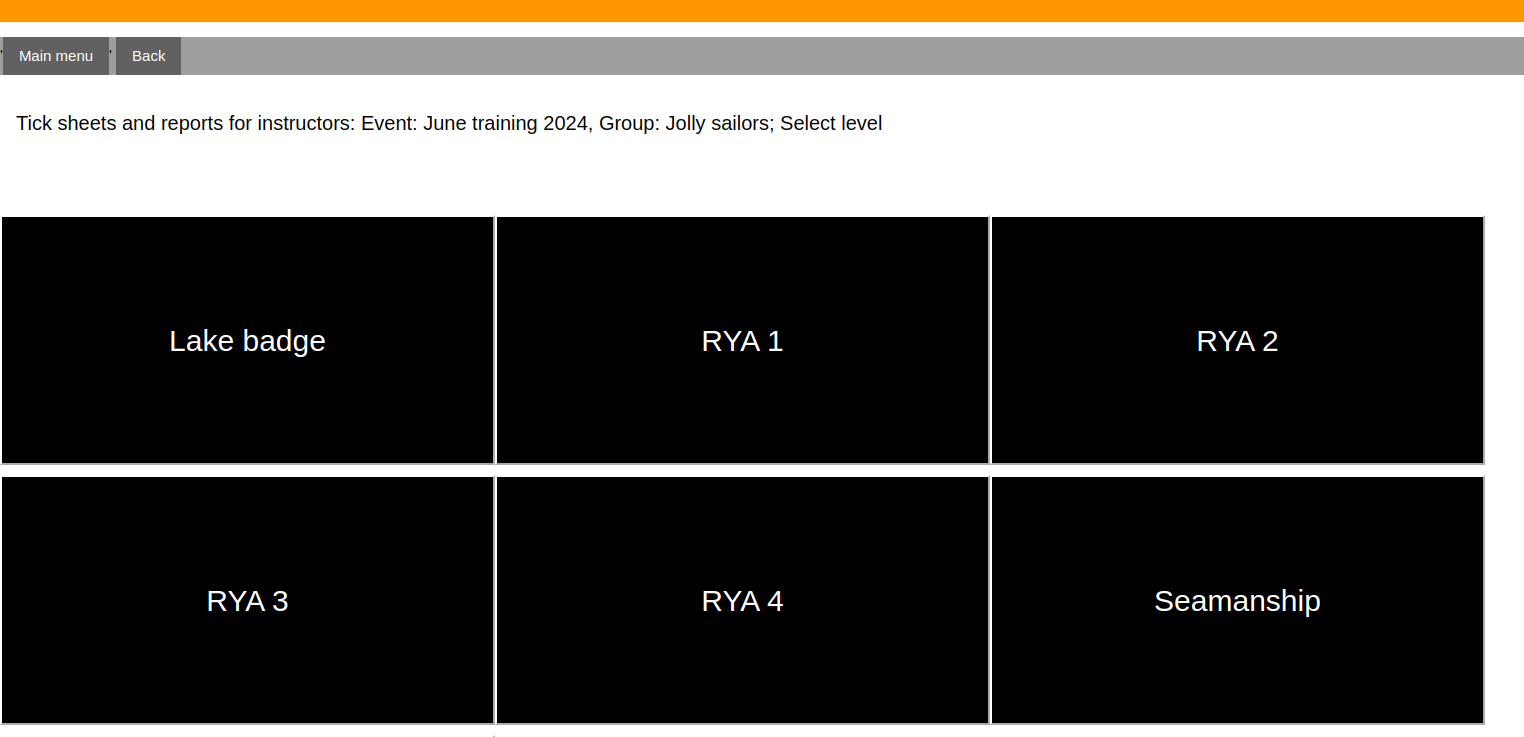 ' Main menu ' Back
Tick sheets and reports for instructors: Event: June training 2024, Group: Jolly sailors; Select level
Lake badge RYA 1 RYA 2
RYA 3 RYA 4 Seamanship